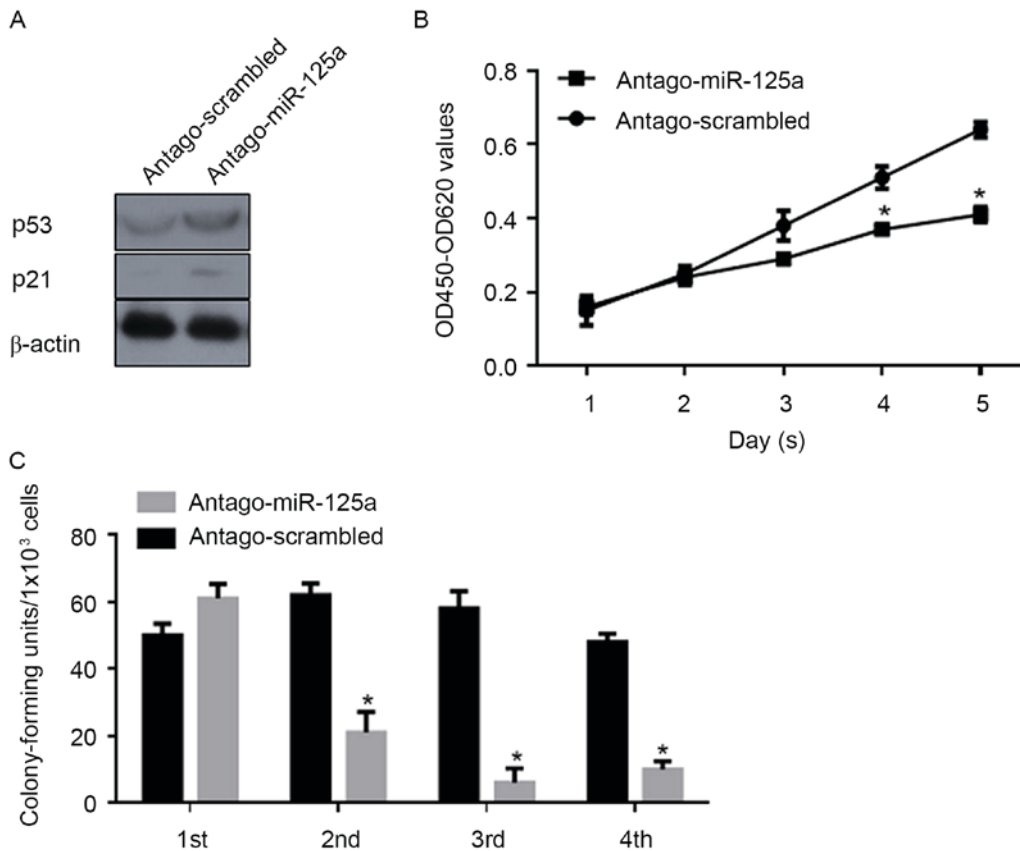 A
Antago-scrambled
Antago-miR-125a
p53
p21
β-actin
B
Antago-miR-125a
Antago-scrambled
OD450-OD620 values
0.8
0.6
0.4
0.2
0.0
*
*
1 2 3 4 5
Day (s)
C
Antago-miR-125a
Antago-scrambled
Colony-forming units/1x10³ cells
80
60
40
20
0
*
*
*
1st 2nd 3rd 4th